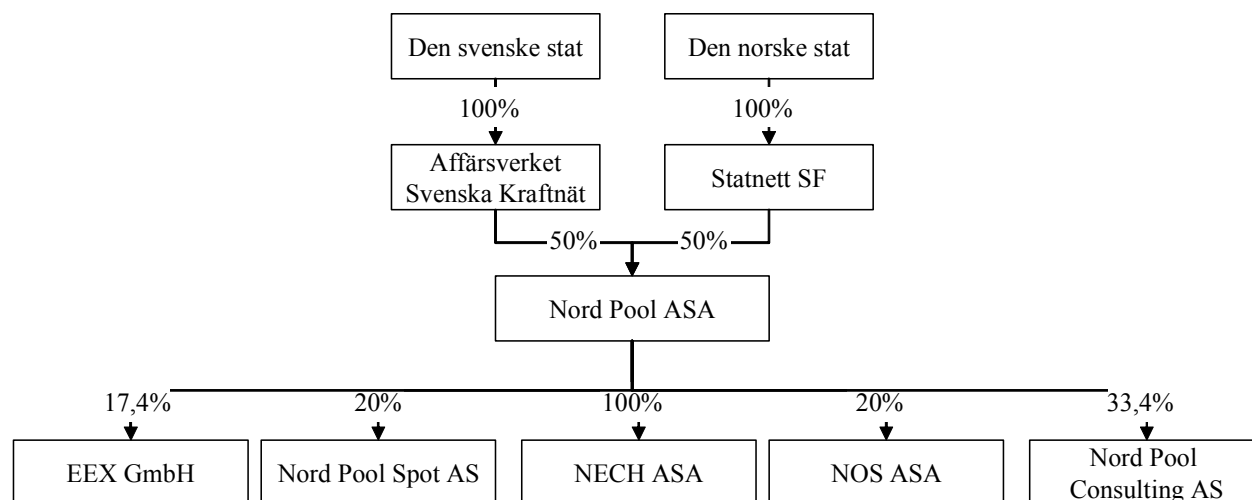 Den svenske stat
Den norske stat
100%
100%
Affärsverket
Svenska Kraftnät
Statnett SF
50%
50%
Nord Pool ASA
17,4%
20%
100%
20%
33,4%
EEX GmbH
Nord Pool Spot AS
NECH ASA
NOS ASA
Nord Pool
Consulting AS